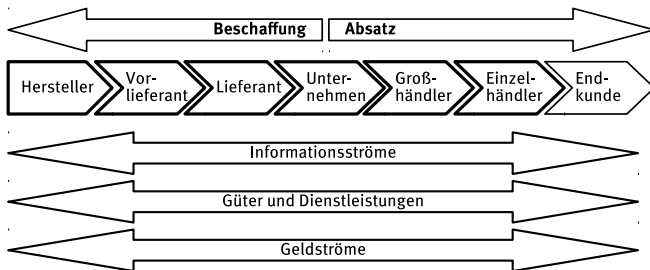 Beschaffung Absatz
Hersteller
Vor-
lieferant
Lieferant
Unter-
nehmen
Groß-
händler
Einzel-
händler
End-
kunde
Informationsströme
Güter und Dienstleistungen
Geldströme